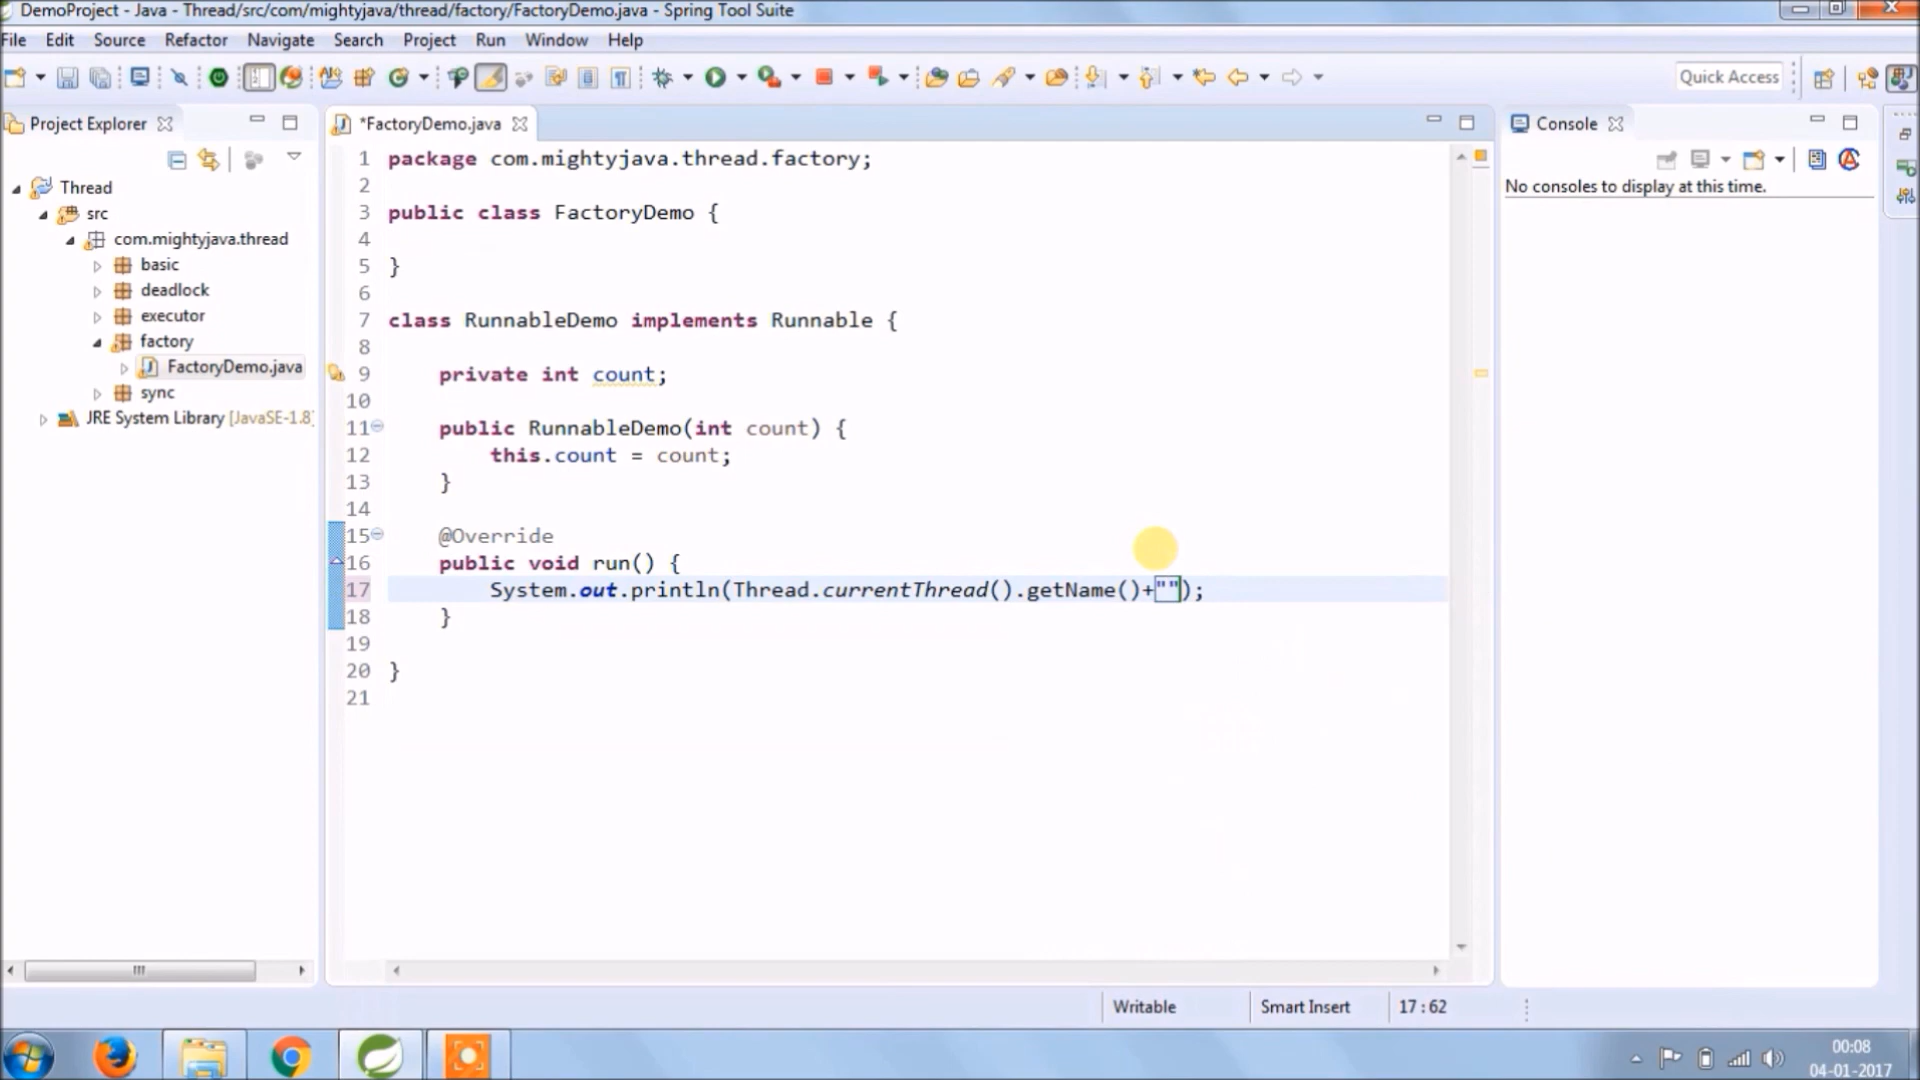 DemoProject - Java - Thread/src/com/mightyjava/thread/factory/FactoryDemo.java - Spring Tool Suite
File Edit Source Refactor Navigate Search Project Run Window Help
Quick Access
Project Explorer
*FactoryDemo.java
Console
No consoles to display at this time.
Thread
src
com.mightyjava.thread
basic
deadlock
executor
factory
FactoryDemo.java
sync
JRE System Library [JavaSE-1.8]
1 package com.mightyjava.thread.factory;
2
3 public class FactoryDemo {
4
5 }
6
7 class RunnableDemo implements Runnable {
8
9 private int count;
10
11 public RunnableDemo(int count) {
12 this.count = count;
13 }
14
15 @Override
16 public void run() {
17 System.out.println(Thread.currentThread().getName()+"");
18 }
19
20 }
21
Writable Smart Insert 17 : 62
00:08
04-01-2017